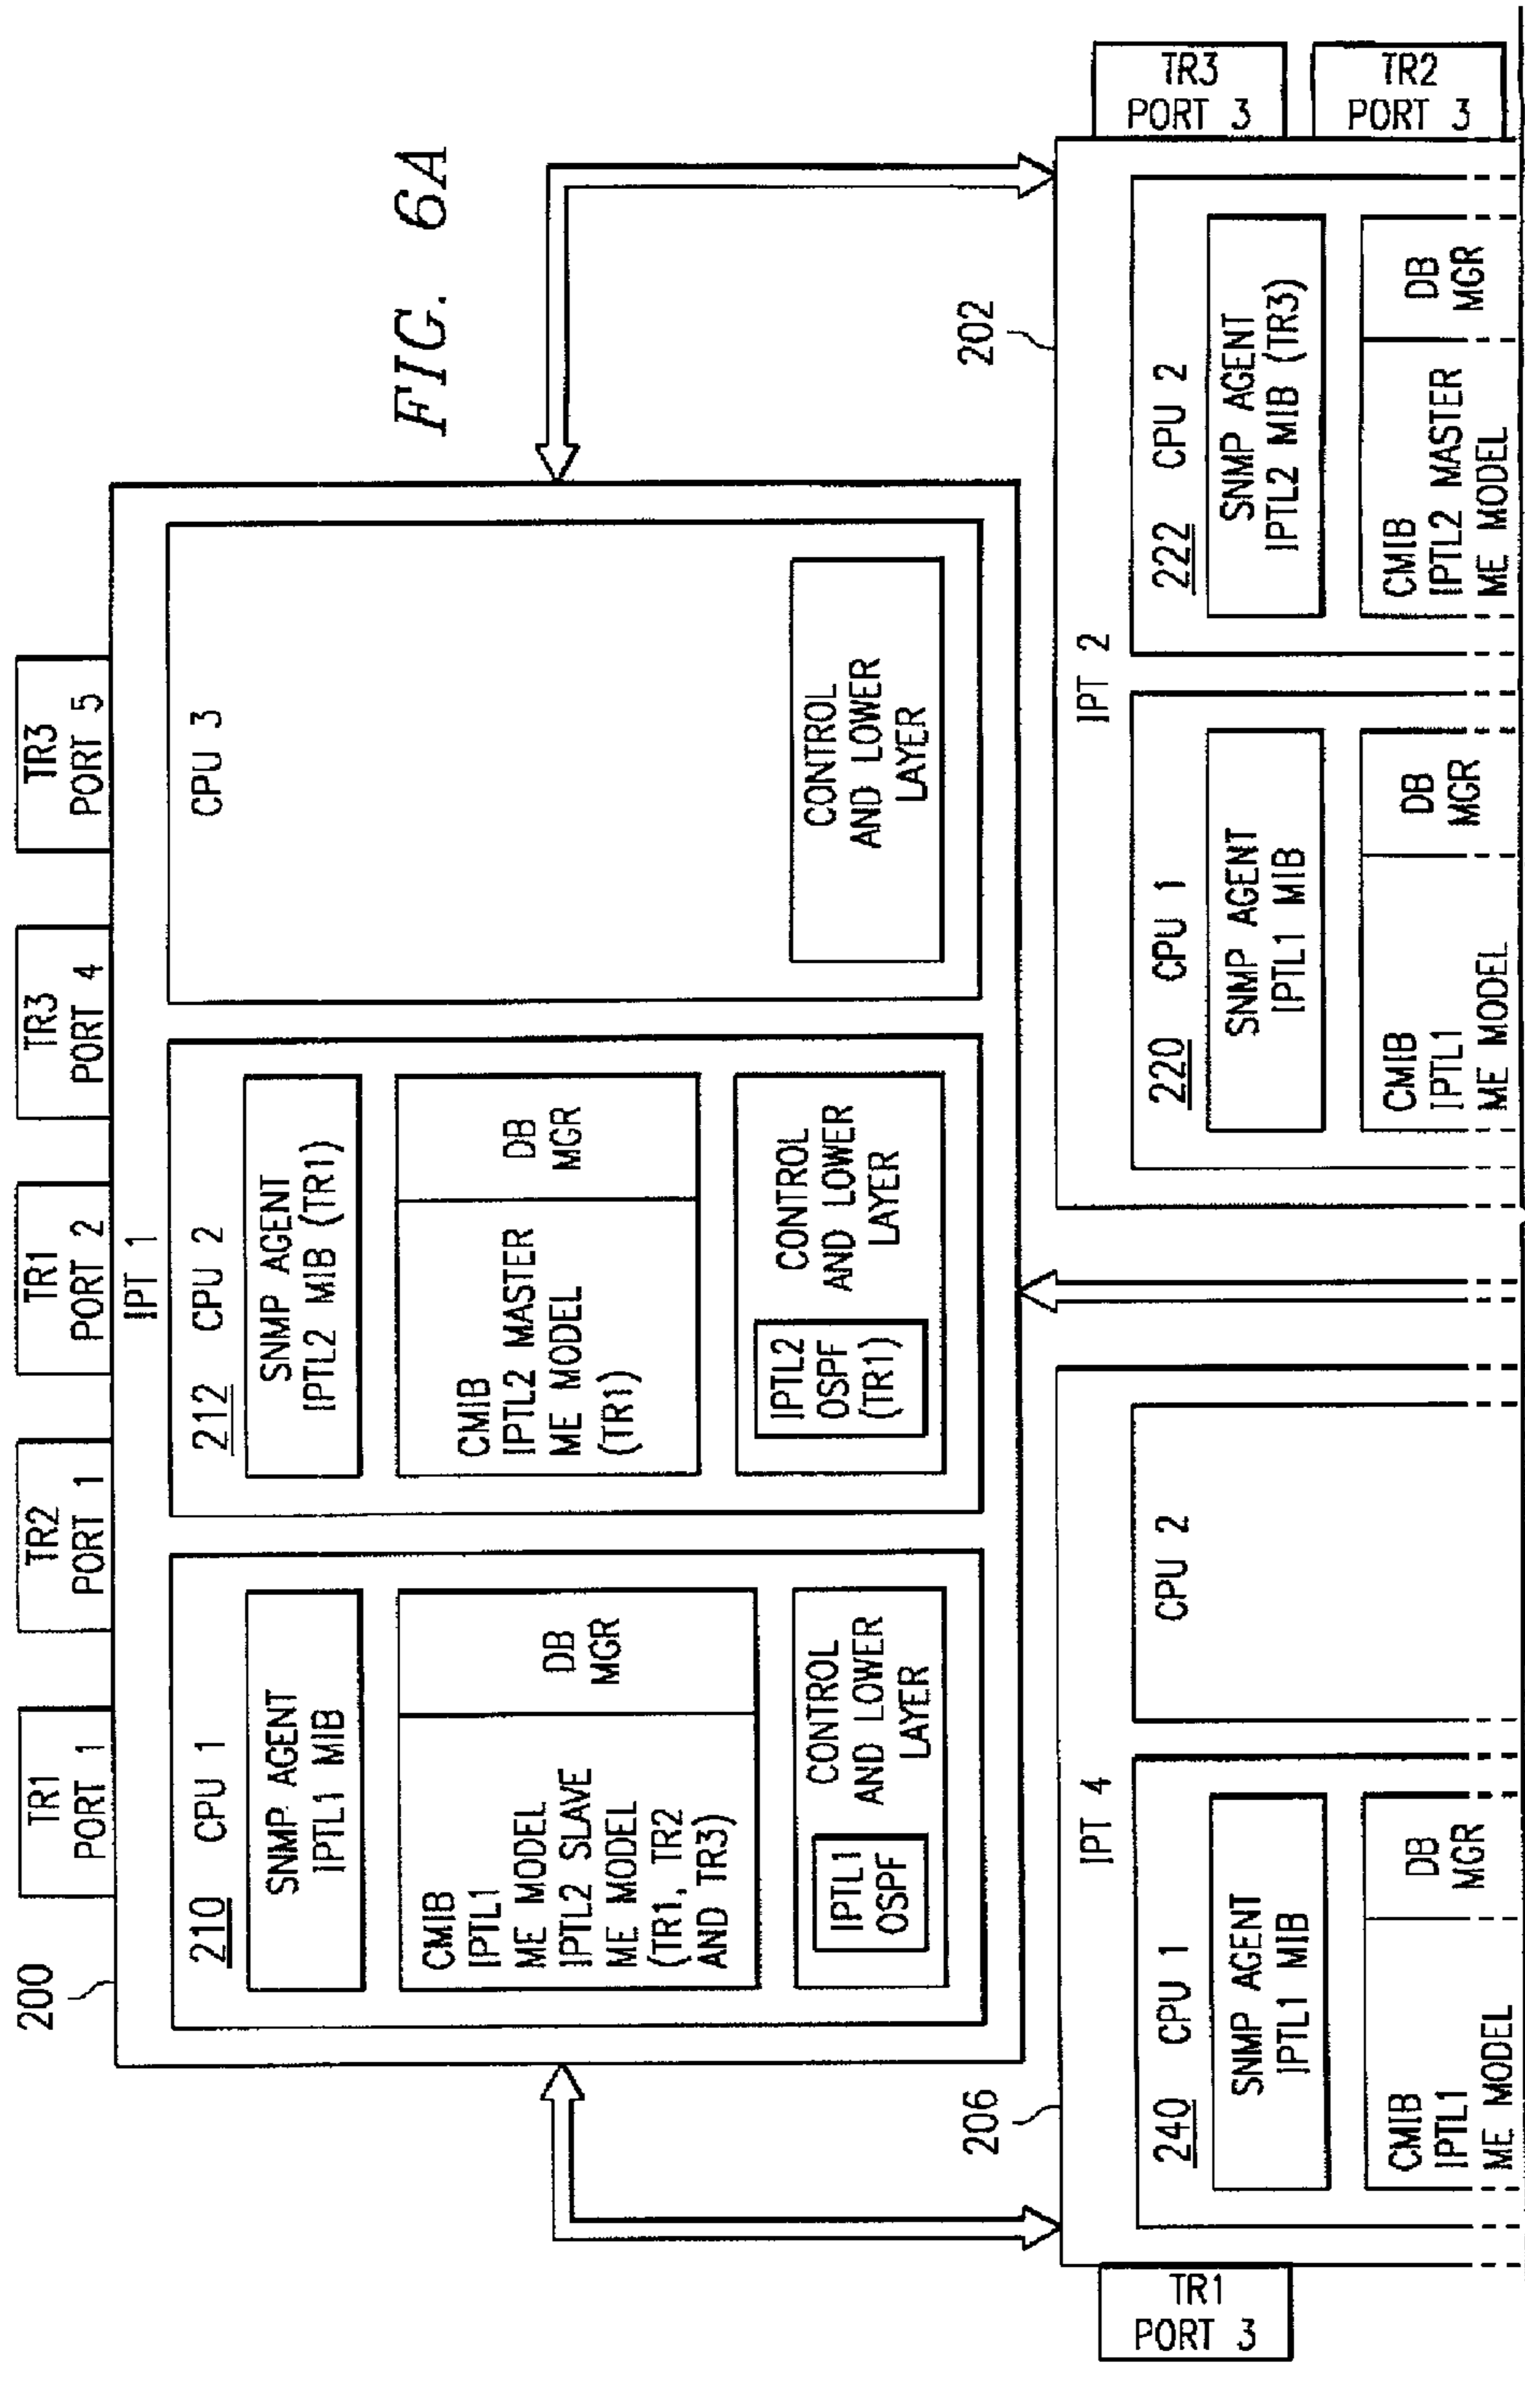 FIG. 6A
TR1
PORT 1
TR2
PORT 1
TR1
PORT 2
TR3
PORT 4
TR3
PORT 5
200
IPT 1
210 CPU 1
SNMP AGENT
IPTL1 MIB
CMIB
IPTL1
ME MODEL
IPTL2 SLAVE
ME MODEL
(TR1, TR2
AND TR3)
DB
MGR
IPTL1
OSPF
CONTROL
AND LOWER
LAYER
212 CPU 2
SNMP AGENT
IPTL2 MIB (TR1)
CMIB
IPTL2 MASTER
ME MODEL
(TR1)
DB
MGR
IPTL2
OSPF
(TR1)
CONTROL
AND LOWER
LAYER
CPU 3
CONTROL
AND LOWER
LAYER
206
TR1
PORT 3
IPT 4
240 CPU 1
SNMP AGENT
IPTL1 MIB
CMIB
IPTL1
ME MODEL
DB
MGR
CPU 2
202
IPT 2
220 CPU 1
SNMP AGENT
IPTL1 MIB
CMIB
IPTL1
ME MODEL
DB
MGR
222 CPU 2
SNMP AGENT
IPTL2 MIB (TR3)
CMIB
IPTL2 MASTER
ME MODEL
DB
MGR
TR3
PORT 3
TR2
PORT 3